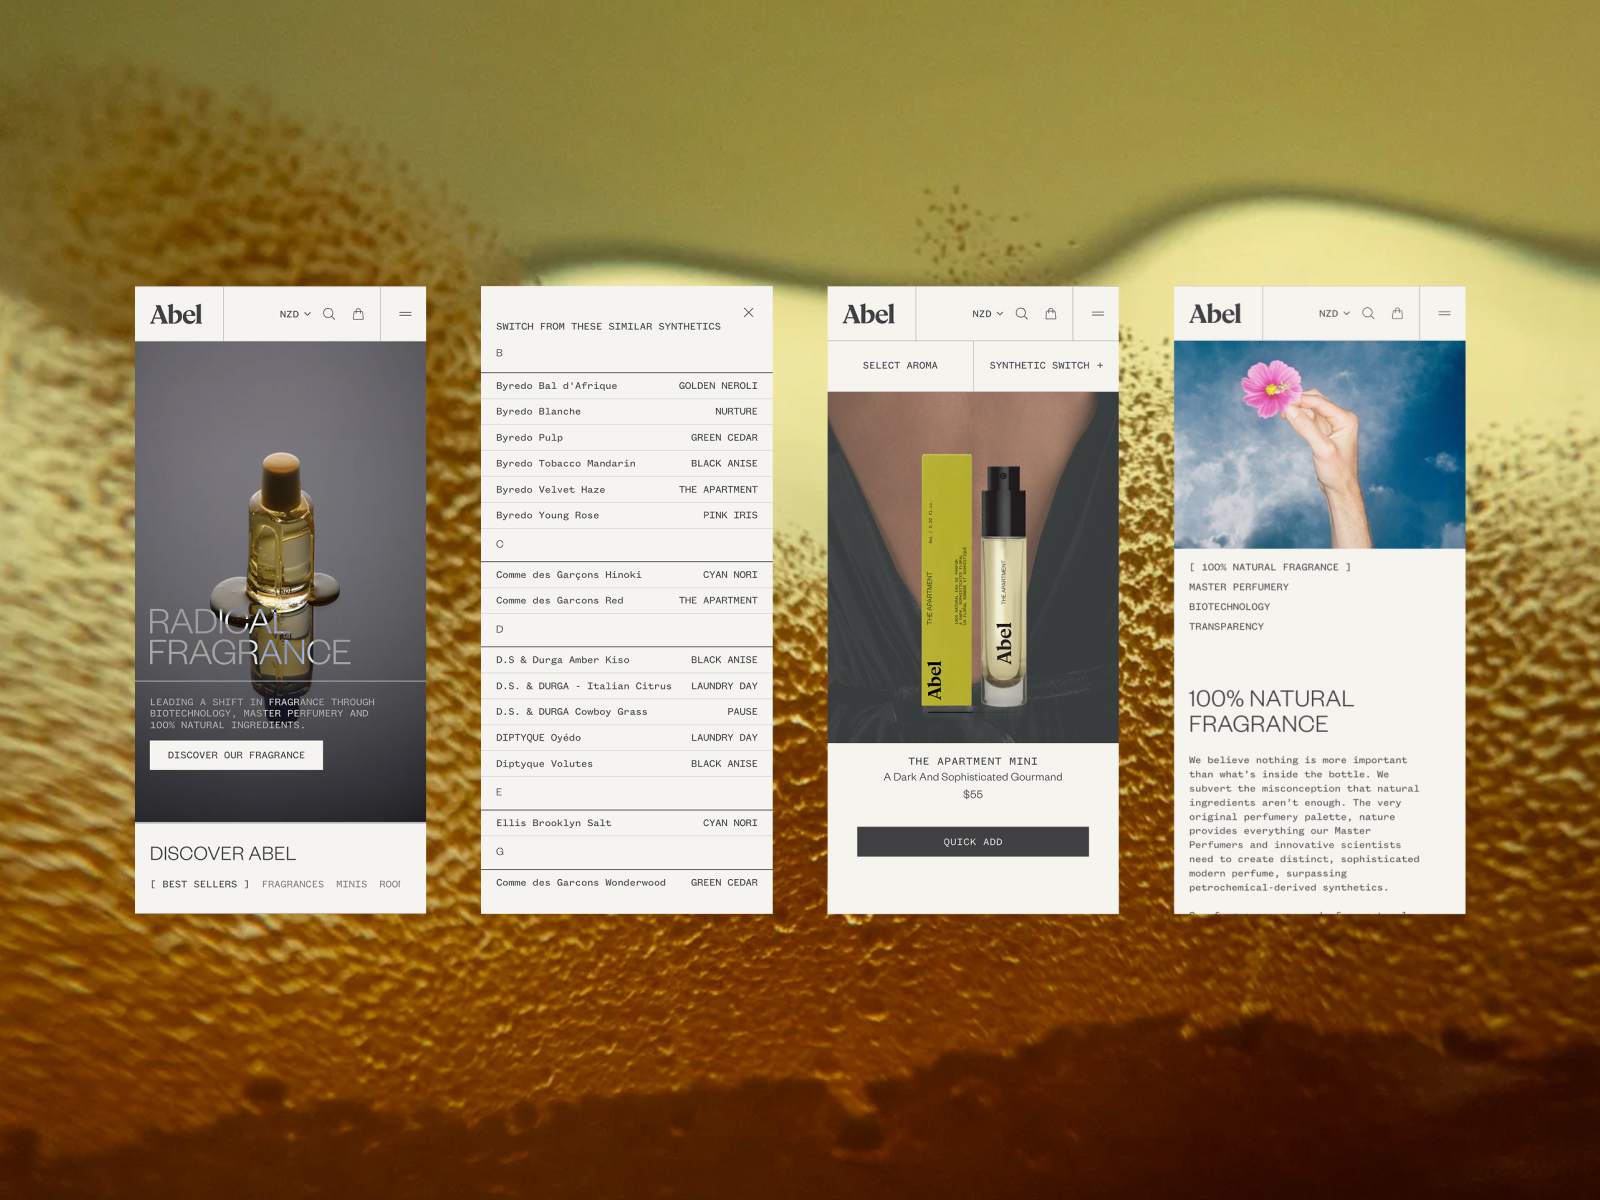 Abel
NZD
RADICAL
FRAGRANCE
LEADING A SHIFT IN FRAGRANCE THROUGH
BIOTECHNOLOGY, MASTER PERFUMERY AND
100% NATURAL INGREDIENTS.
DISCOVER OUR FRAGRANCE
DISCOVER ABEL
[ BEST SELLERS ] FRAGRANCES MINIS ROO
SWITCH FROM THESE SIMILAR SYNTHETICS
B
Byredo Bal d'Afrique GOLDEN NEROLI
Byredo Blanche NURTURE
Byredo Pulp GREEN CEDAR
Byredo Tobacco Mandarin BLACK ANISE
Byredo Velvet Haze THE APARTMENT
Byredo Young Rose PINK IRIS
C
Comme des Garçons Hinoki CYAN NORI
Comme des Garcons Red THE APARTMENT
D
D.S & Durga Amber Kiso BLACK ANISE
D.S. & DURGA - Italian Citrus LAUNDRY DAY
D.S. & DURGA Cowboy Grass PAUSE
DIPTYQUE Oyédo LAUNDRY DAY
Diptyque Volutes BLACK ANISE
E
Ellis Brooklyn Salt CYAN NORI
G
Comme des Garcons Wonderwood GREEN CEDAR
Abel
NZD
SELECT AROMA
SYNTHETIC SWITCH +
Abel
THE APARTMENT
Abel
THE APARTMENT
THE APARTMENT MINI
A Dark And Sophisticated Gourmand
$55
QUICK ADD
Abel
NZD
[ 100% NATURAL FRAGRANCE ]
MASTER PERFUMERY
BIOTECHNOLOGY
TRANSPARENCY
100% NATURAL
FRAGRANCE
We believe nothing is more important
than what's inside the bottle. We
subvert the misconception that natural
ingredients aren't enough. The very
original perfumery palette, nature
provides everything our Master
Perfumers and innovative scientists
need to create distinct, sophisticated
modern perfume, surpassing
petrochemical-derived synthetics.